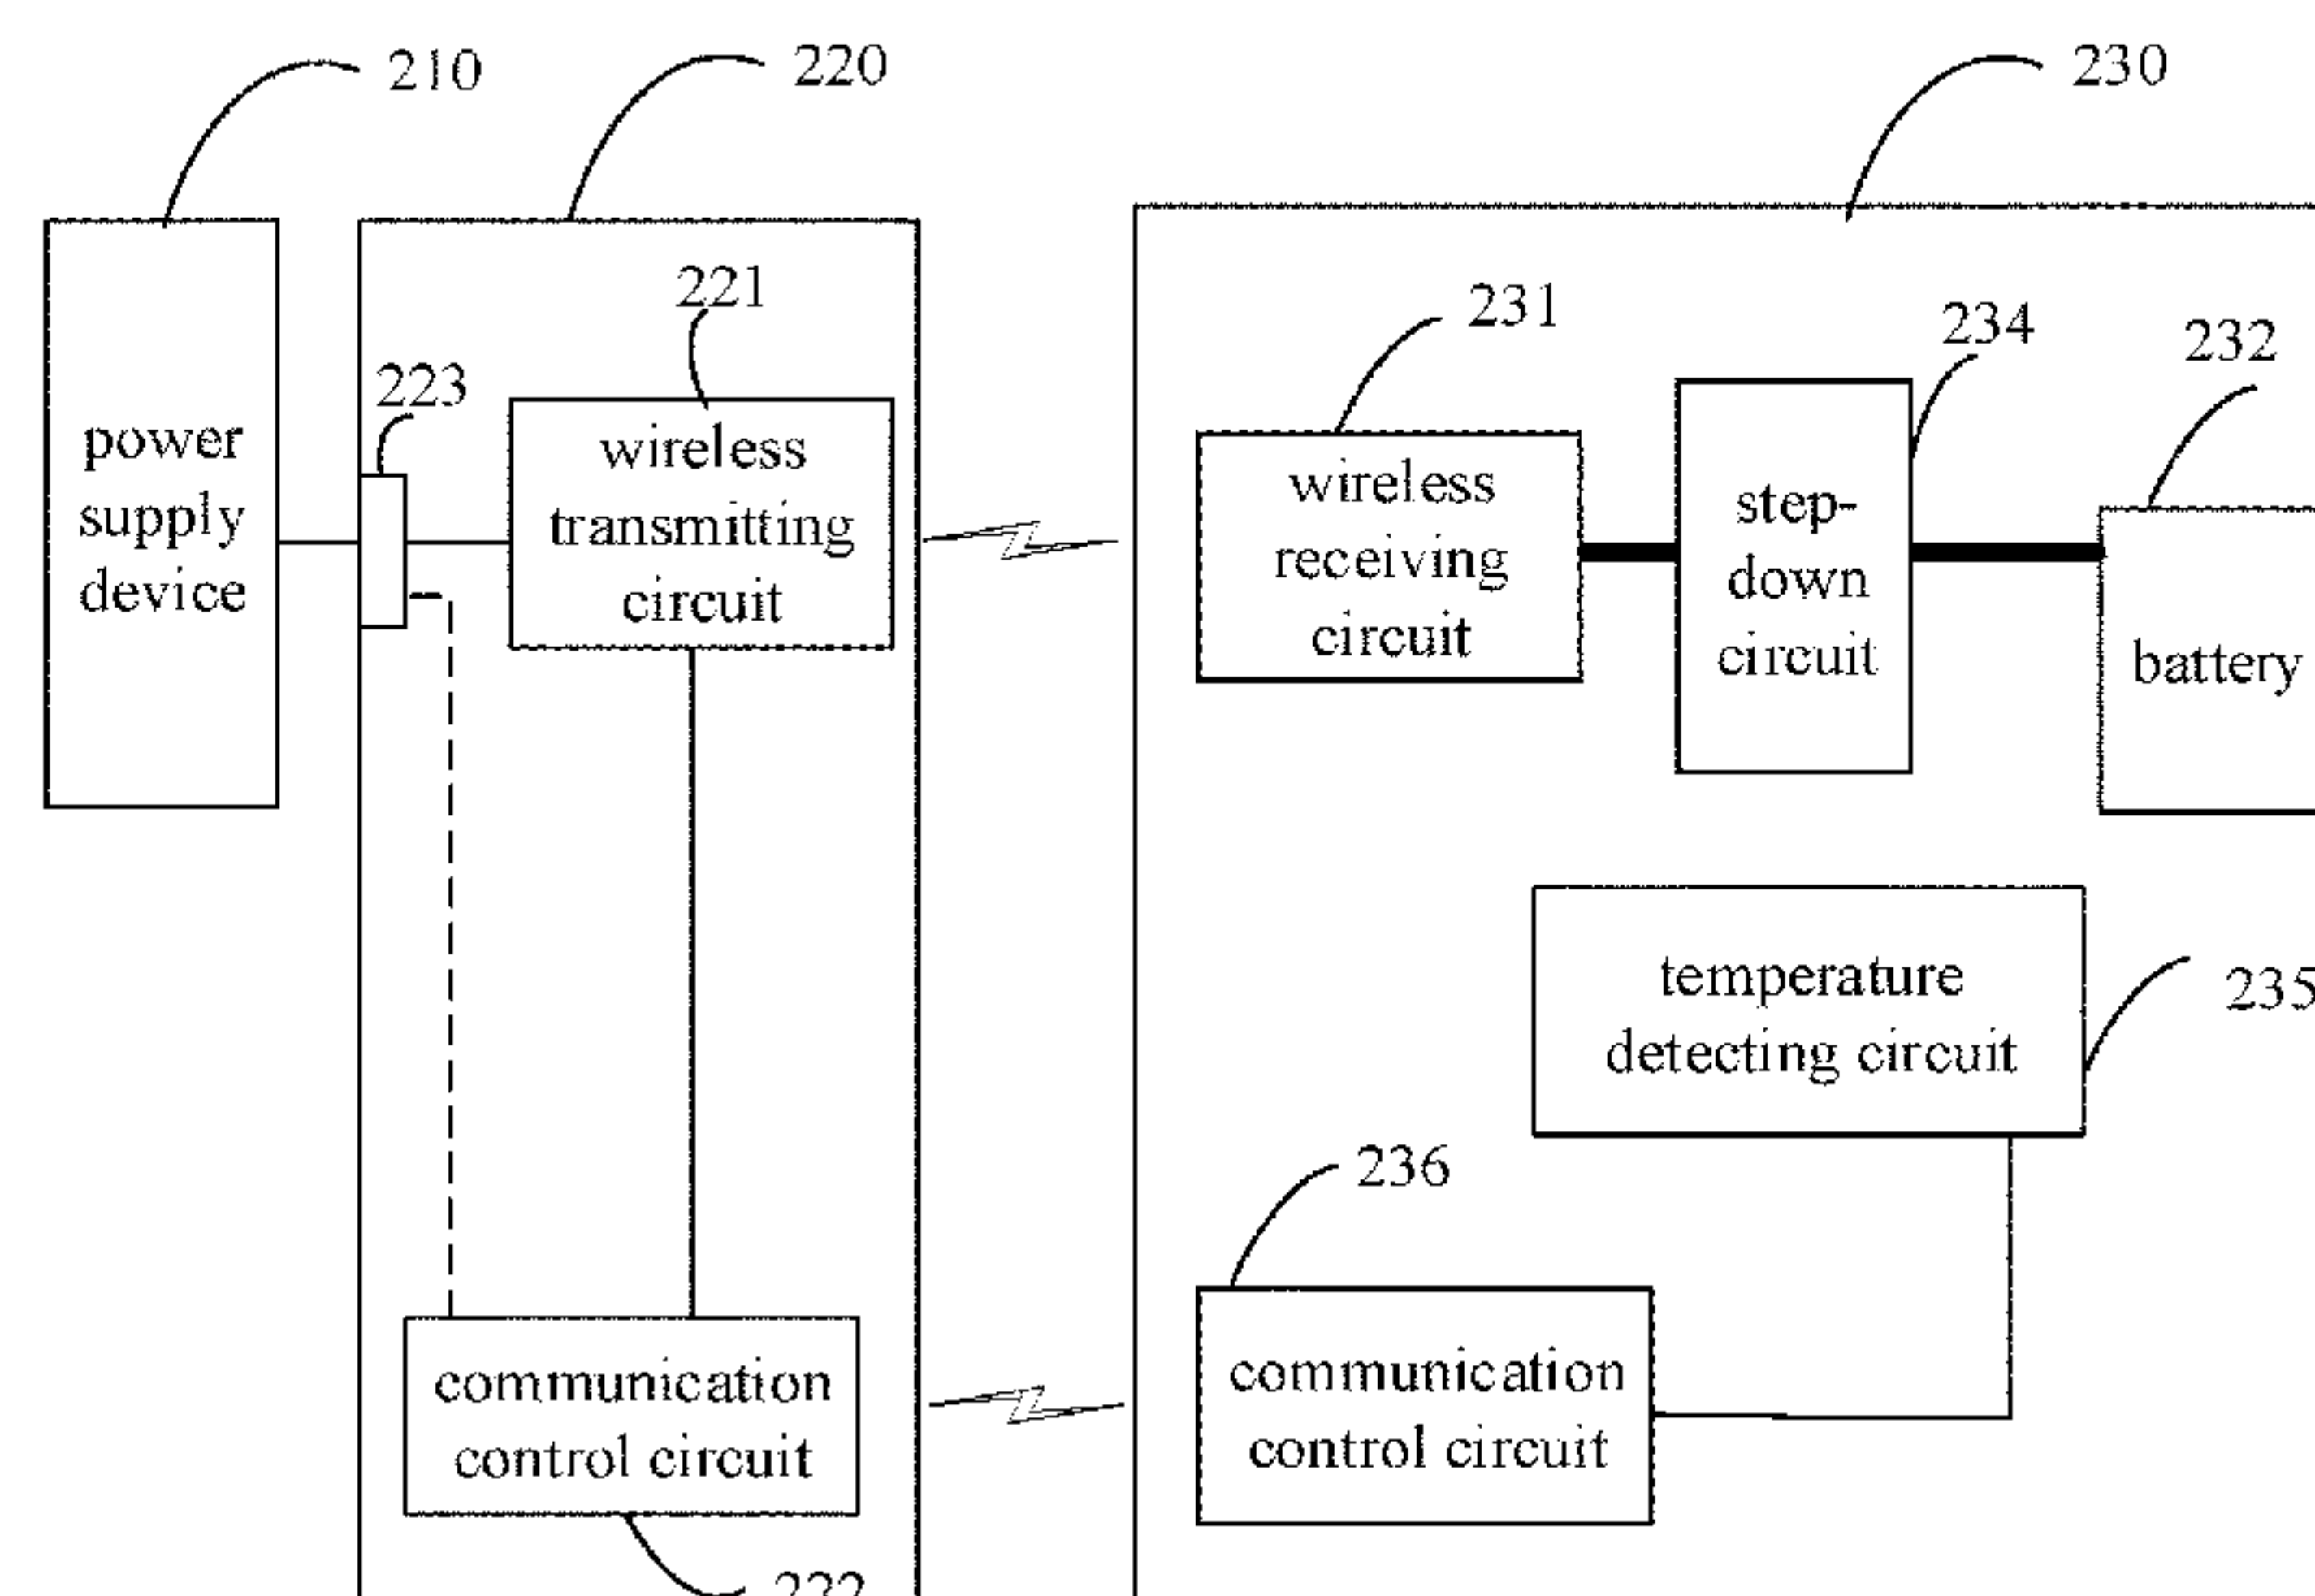 210
220
230
221
231
234
232
223
power
supply
device
wireless
transmitting
circuit
wireless
receiving
circuit
step-
down
circuit
battery
temperature
detecting circuit
235
236
communication
control circuit
communication
control circuit